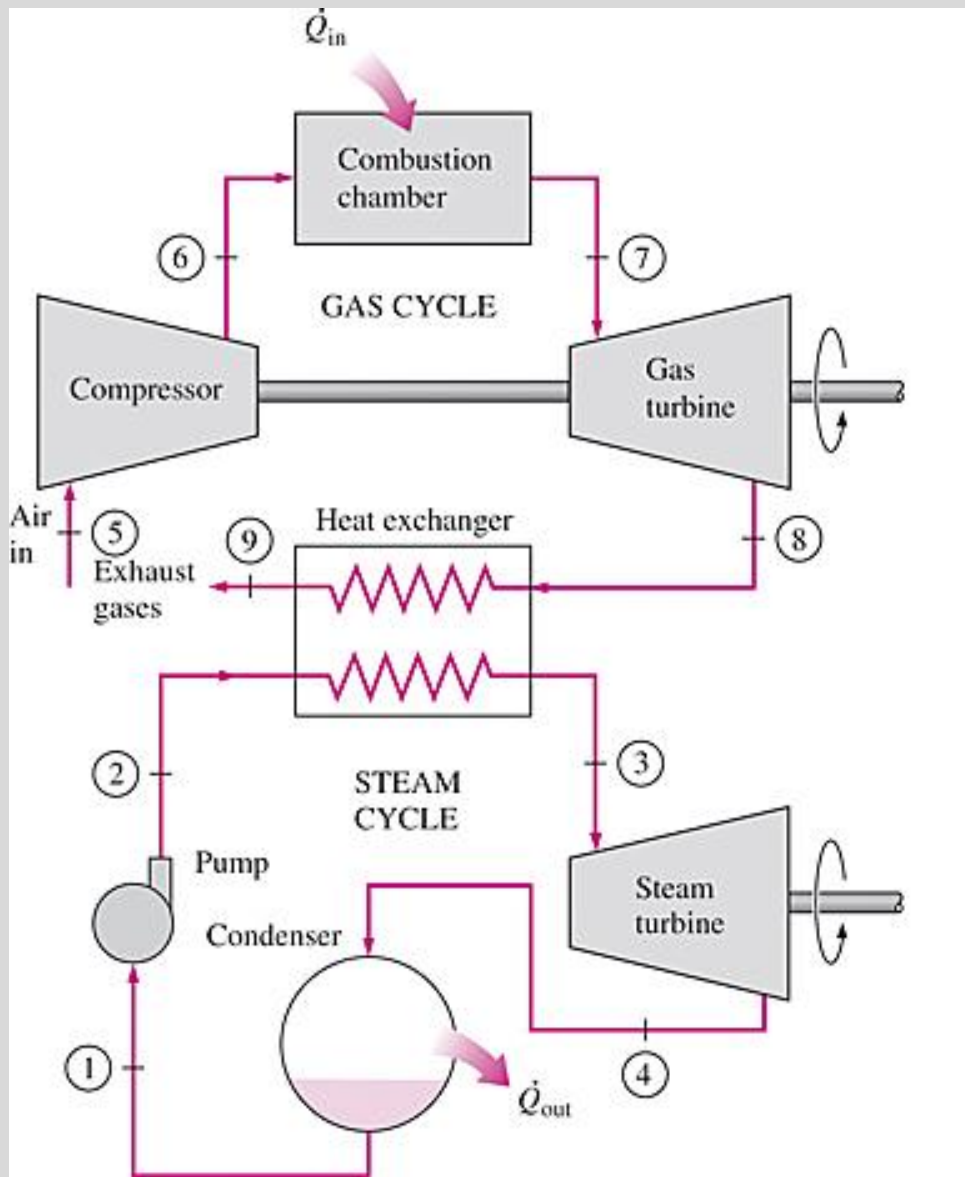 Q̇in
Combustion
chamber
6
7
GAS CYCLE
Compressor
Gas
turbine
Air
in
5
9
Heat exchanger
8
Exhaust
gases
2
3
STEAM
CYCLE
Pump
Steam
turbine
Condenser
1
4
Q̇out